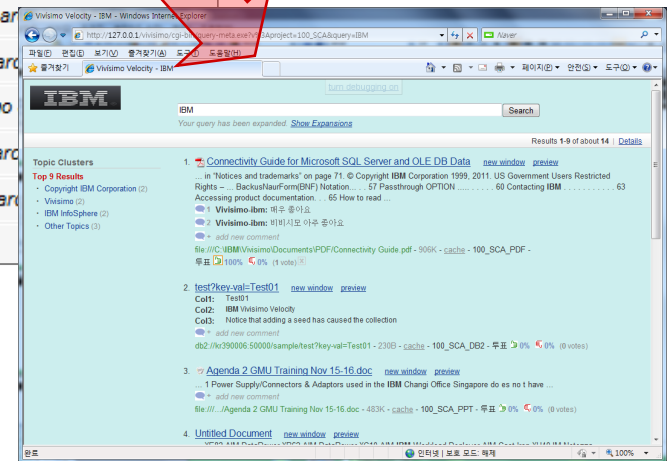 Vivisimo Velocity - IBM - Windows Internet Explorer
http://127.0.0.1/vivisimo/cgi-bin/query-meta.exe?v
Aproject=100_SCA&query=IBM
Naver
파일(F) 편집(E) 보기(V) 즐겨찾기(A) 도구(T) 도움말(H)
즐겨찾기 Vivisimo Velocity - IBM
페이지(P) 안전(S) 도구(O)
turn debugging on
IBM
IBM Search
Your query has been expanded. Show Expansions
Results 1-9 of about 14 | Details
Topic Clusters
Top 9 Results
Copyright IBM Corporation (2)
Vivisimo (2)
IBM InfoSphere (2)
Other Topics (3)
1. Connectivity Guide for Microsoft SQL Server and OLE DB Data new window preview
... in “Notices and trademarks” on page 71. © Copyright IBM Corporation 1999, 2011. US Government Users Restricted
Rights – ... BackusNaurForm(BNF) Notation. . . . 57 Passthrough OPTION . . . . . . . 60 Contacting IBM . . . . . . . . . . . 63
Accessing product documentation. . . 65 How to read ...
1 Vivisimo-ibm: 매우 좋아요
2 Vivisimo-ibm: 비비시모 아주 좋아요
+ add new comment
file:///C:\IBM\Vivisimo\Documents\PDF/Connectivity Guide.pdf - 906K - cache - 100_SCA_PDF -
투표 100% 0% (1 vote)
2. test?key-val=Test01 new window preview
Col1: Test01
Col2: IBM Vivisimo Velocity
Col3: Notice that adding a seed has caused the collection
+ add new comment
db2://kr390006:50000/sample/test?key-val=Test01 - 230B - cache - 100_SCA_DB2 - 투표 0% 0% (0 votes)
3. Agenda 2 GMU Training Nov 15-16.doc new window preview
... 1 Power Supply/Connectors & Adaptors used in the IBM Changi Office Singapore do es no t have ...
+ add new comment
file:///.../Agenda 2 GMU Training Nov 15-16.doc - 483K - cache - 100_SCA_PPT - 투표 0% 0% (0 votes)
4. Untitled Document new window preview
완료
인터넷 | 보호 모드: 해제
100%